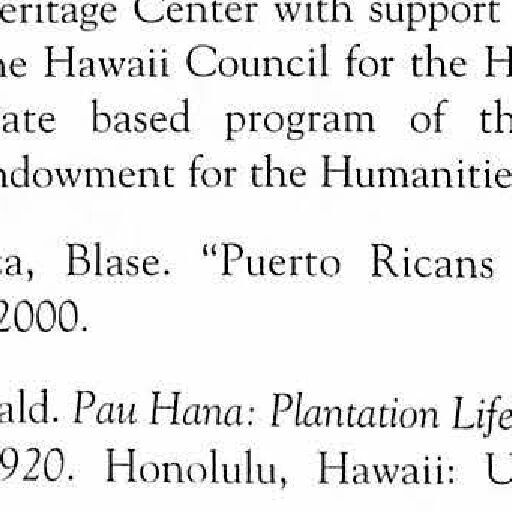 eritage Center with support
he Hawaii Council for the H
ate based program of th
ndowment for the Humanitie
a, Blase. “Puerto Ricans
2000.
ald. Pau Hana: Plantation Life
920. Honolulu, Hawaii: U